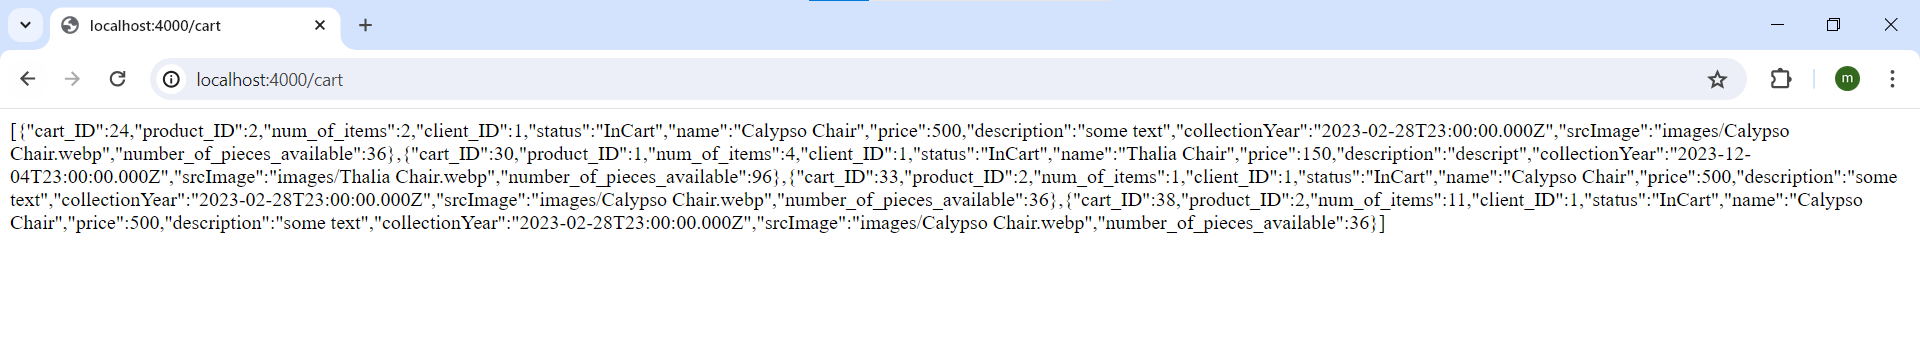 localhost:4000/cart
localhost:4000/cart
m
[{"cart_ID":24,"product_ID":2,"num_of_items":2,"client_ID":1,"status":"InCart","name":"Calypso Chair","price":500,"description":"some text","collectionYear":"2023-02-28T23:00:00.000Z","srcImage":"images/Calypso
Chair.webp","number_of_pieces_available":36},{"cart_ID":30,"product_ID":1,"num_of_items":4,"client_ID":1,"status":"InCart","name":"Thalia Chair","price":150,"description":"descript","collectionYear":"2023-12-
04T23:00:00.000Z","srcImage":"images/Thalia Chair.webp","number_of_pieces_available":96},{"cart_ID":33,"product_ID":2,"num_of_items":1,"client_ID":1,"status":"InCart","name":"Calypso Chair","price":500,"description":"some
text","collectionYear":"2023-02-28T23:00:00.000Z","srcImage":"images/Calypso Chair.webp","number_of_pieces_available":36},{"cart_ID":38,"product_ID":2,"num_of_items":11,"client_ID":1,"status":"InCart","name":"Calypso
Chair","price":500,"description":"some text","collectionYear":"2023-02-28T23:00:00.000Z","srcImage":"images/Calypso Chair.webp","number_of_pieces_available":36}]